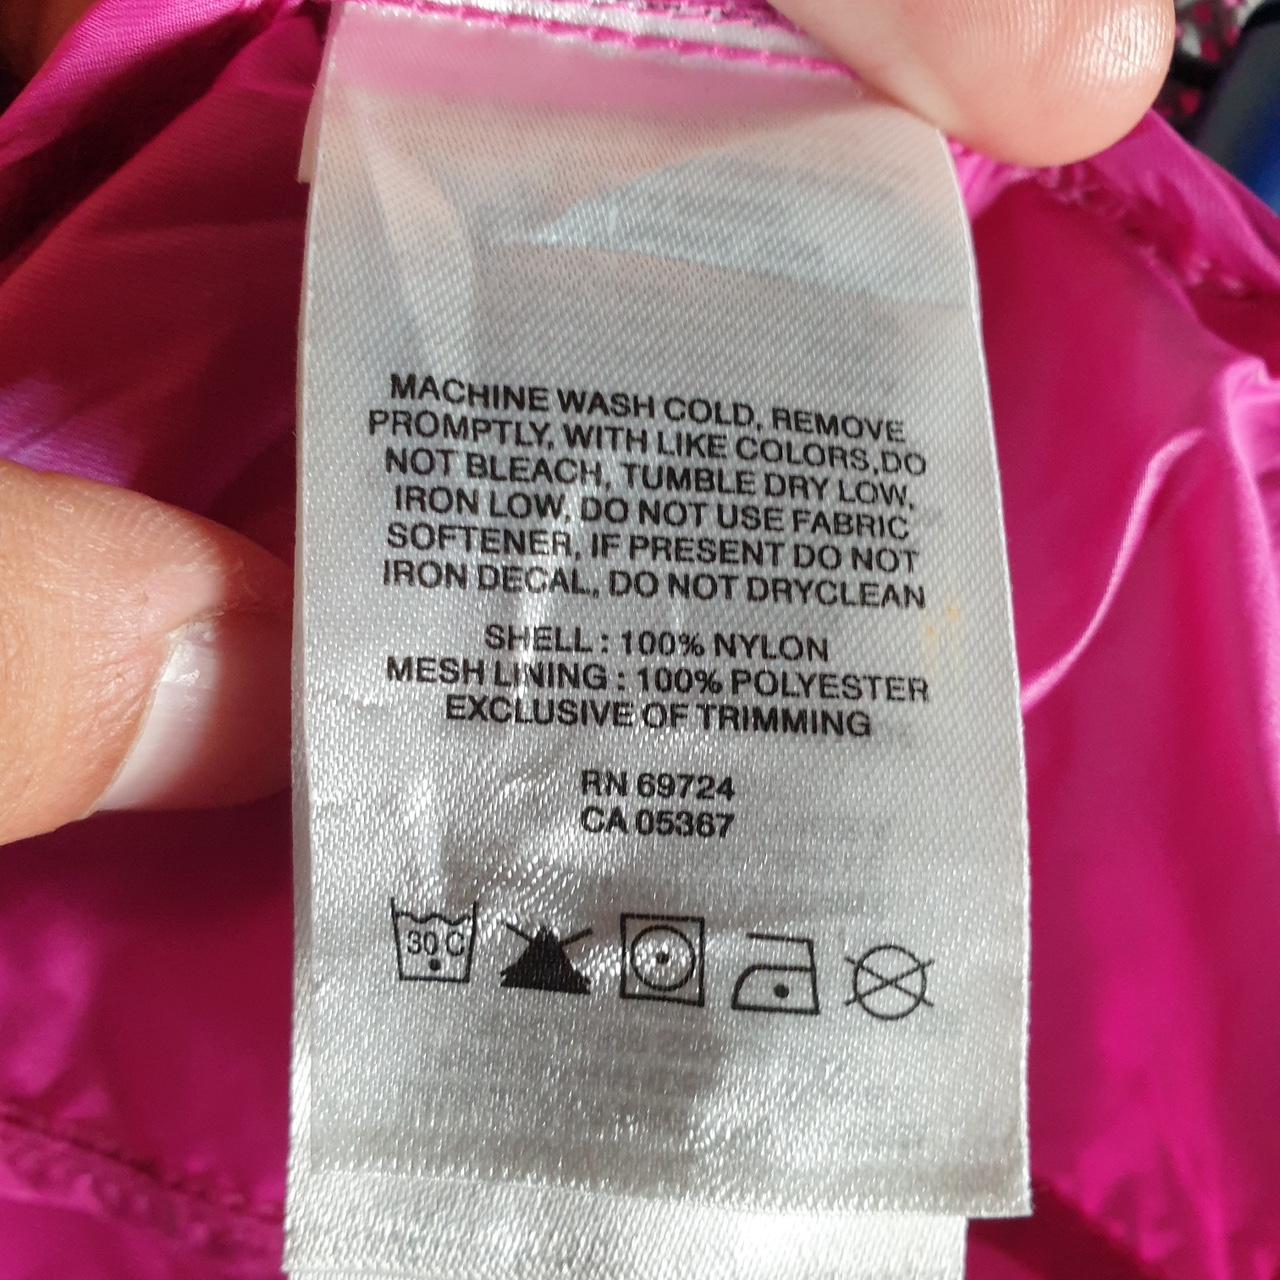 MACHINE WASH COLD, REMOVE
PROMPTLY, WITH LIKE COLORS,DO
NOT BLEACH, TUMBLE DRY LOW,
IRON LOW, DO NOT USE FABRIC
SOFTENER, IF PRESENT DO NOT
IRON DECAL, DO NOT DRYCLEAN
SHELL : 100% NYLON
MESH LINING : 100% POLYESTER
EXCLUSIVE OF TRIMMING
RN 69724
CA 05367
30 C